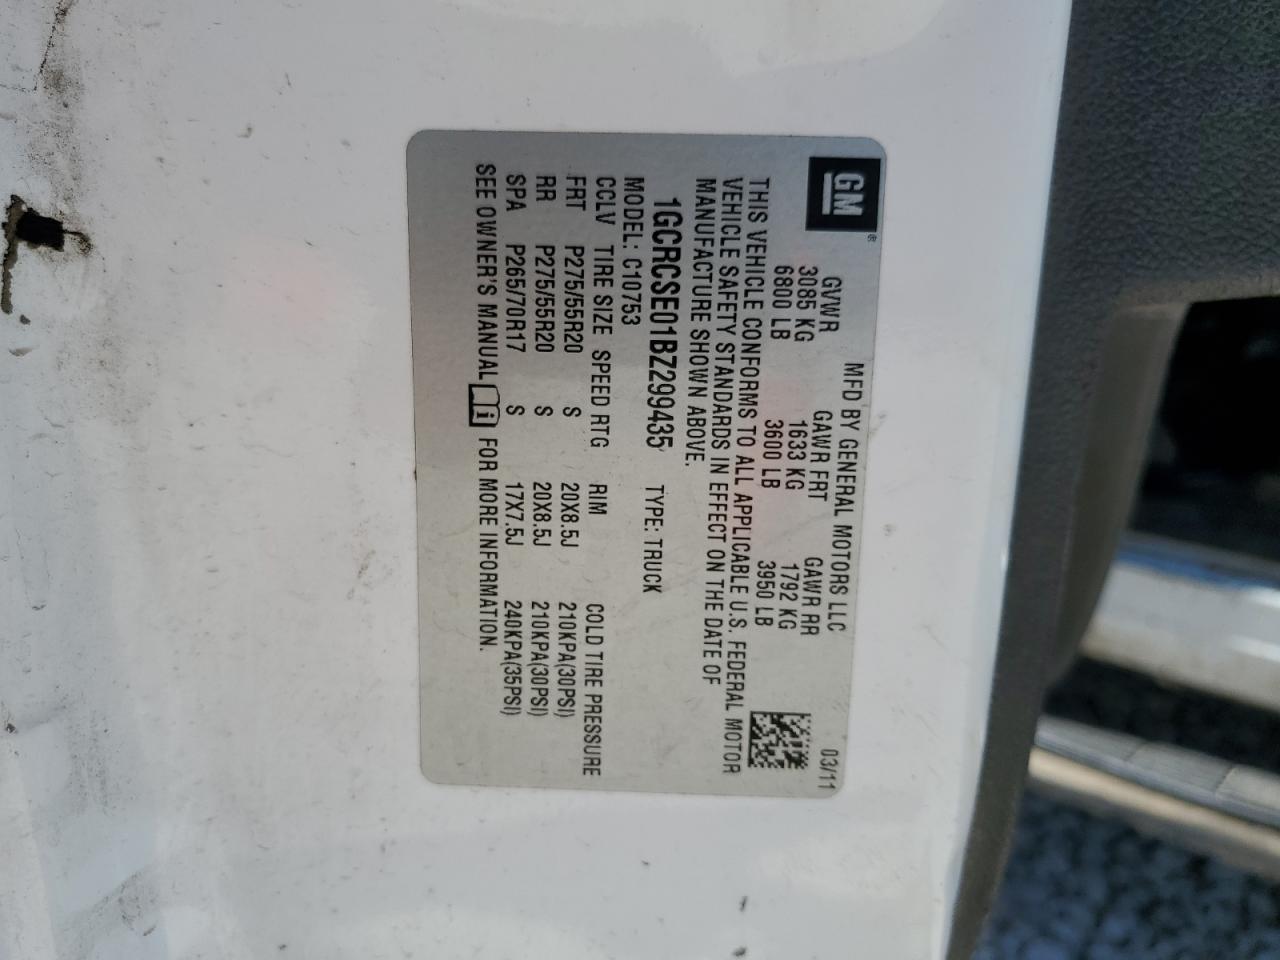 GM ®
MFD BY GENERAL MOTORS LLC 03/11
GVWR GAWR FRT GAWR RR
3085 KG 1633 KG 1792 KG
6800 LB 3600 LB 3950 LB
THIS VEHICLE CONFORMS TO ALL APPLICABLE U.S. FEDERAL MOTOR
VEHICLE SAFETY STANDARDS IN EFFECT ON THE DATE OF
MANUFACTURE SHOWN ABOVE.
1GCRCSE01BZ299435 TYPE: TRUCK
MODEL: C10753
CCLV TIRE SIZE SPEED RTG RIM COLD TIRE PRESSURE
FRT P275/55R20 S 20X8.5J 210KPA(30PSI)
RR P275/55R20 S 20X8.5J 210KPA(30PSI)
SPA P265/70R17 S 17X7.5J 240KPA(35PSI)
SEE OWNER'S MANUAL i FOR MORE INFORMATION.